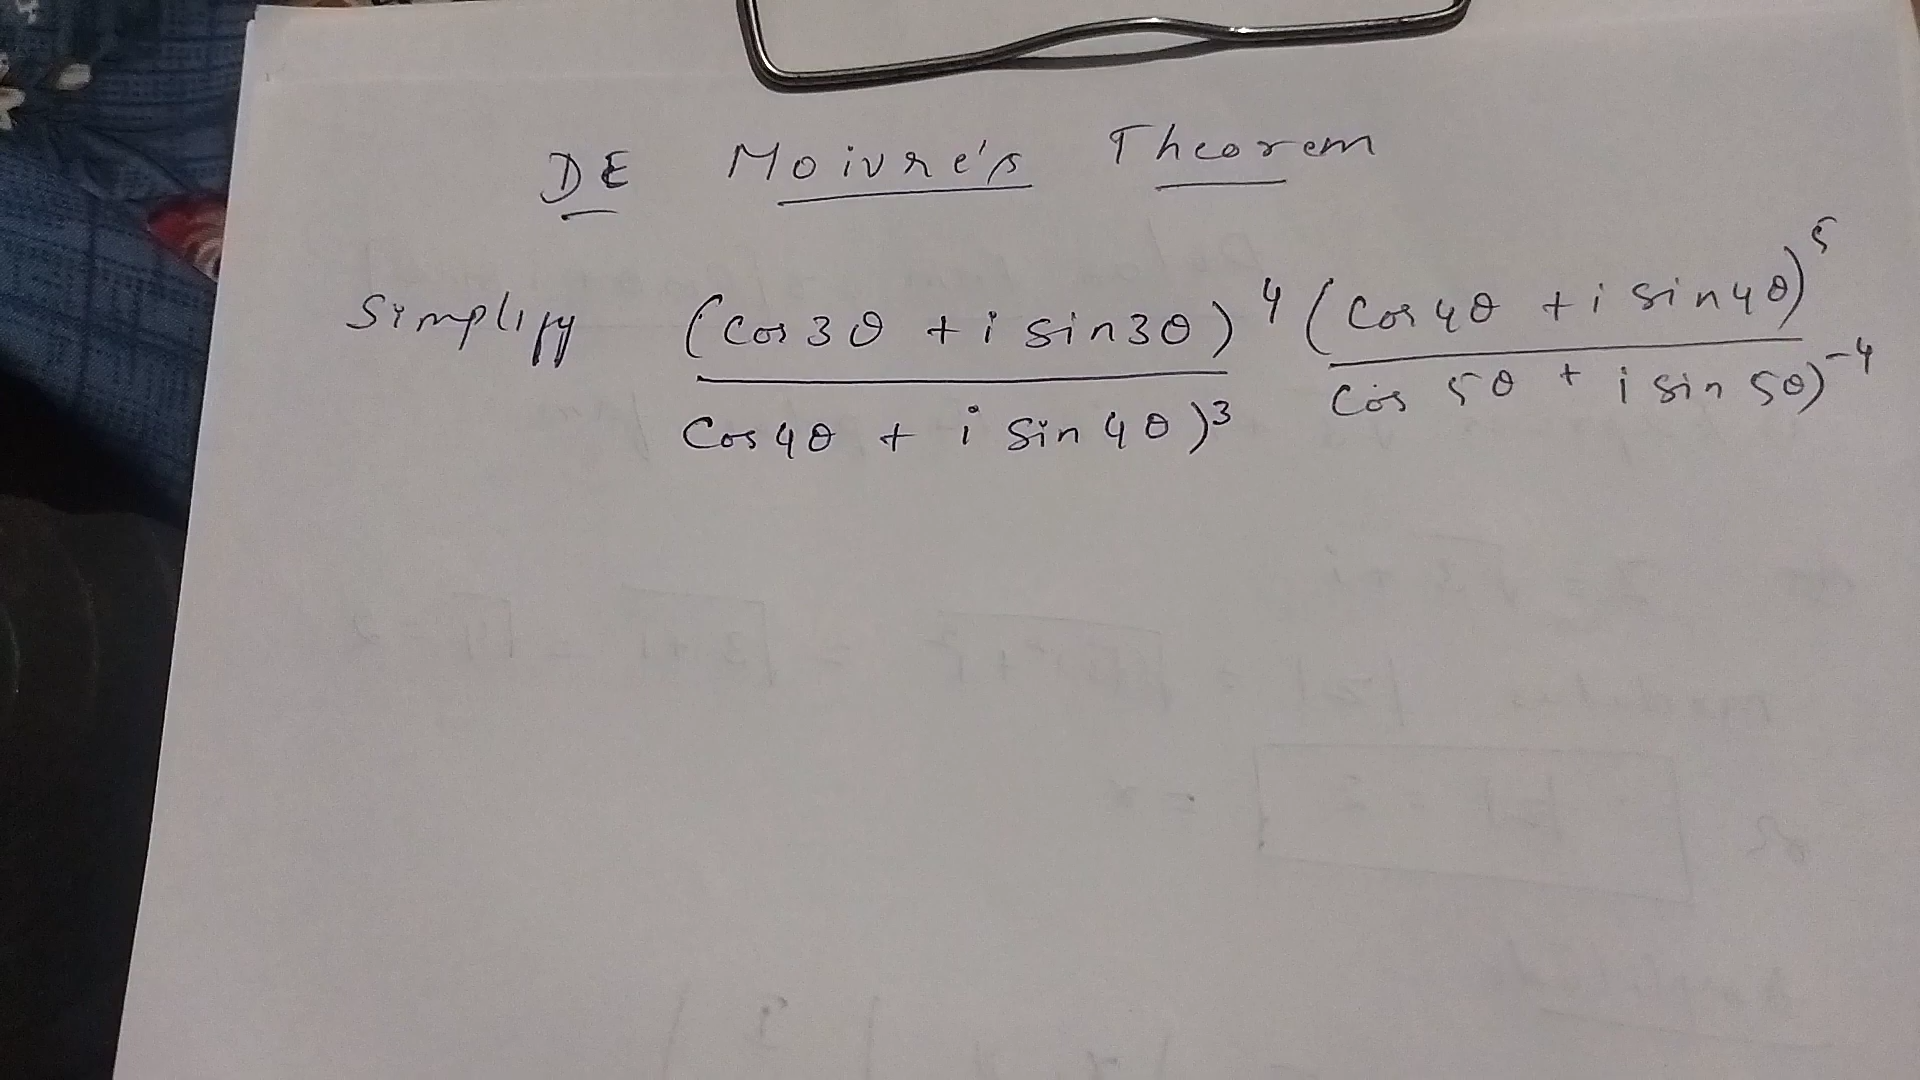 DE Moivre's Theorem
Simplify (Cos 3θ + i sin 3θ)⁴ (Cos 4θ + i sin 4θ)⁵
Cos 4θ + i Sin 4θ)³ Cos 5θ + i sin 5θ)⁻⁴